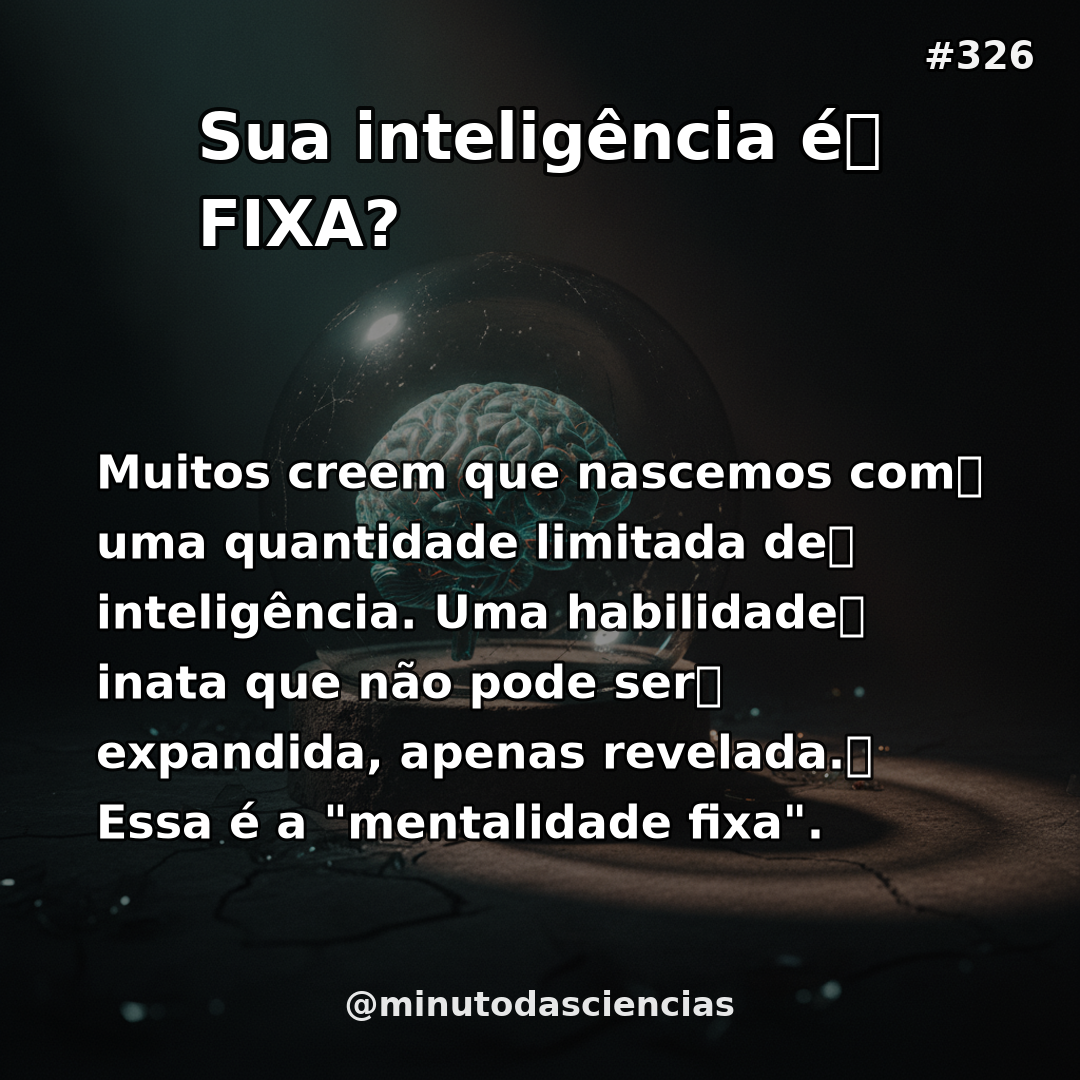 #326
Sua inteligência é▯
FIXA?
Muitos creem que nascemos com▯
uma quantidade limitada de▯
inteligência. Uma habilidade▯
inata que não pode ser▯
expandida, apenas revelada.▯
Essa é a "mentalidade fixa".
@minutodasciencias